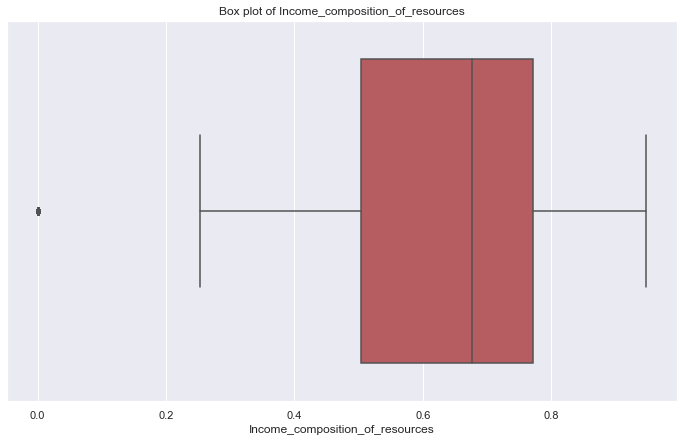 Box plot of Income_composition_of_resources
0.0 0.2 0.4 0.6 0.8
Income_composition_of_resources